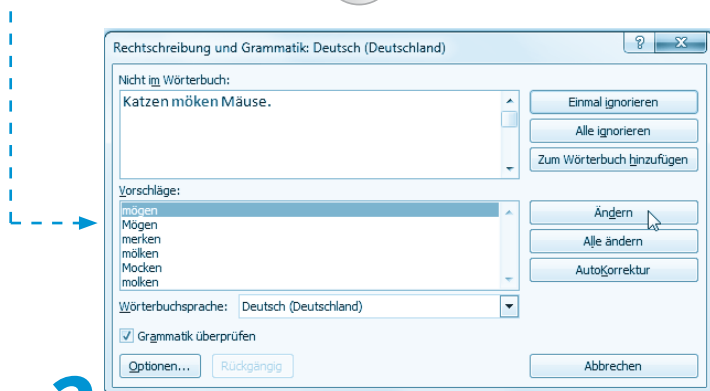 Rechtschreibung und Grammatik: Deutsch (Deutschland)
Nicht im Wörterbuch:
Katzen möken Mäuse.
Einmal ignorieren
Alle ignorieren
Zum Wörterbuch hinzufügen
Vorschläge:
mögen
Mögen
merken
mölken
Mocken
molken
Ändern
Alle ändern
AutoKorrektur
Wörterbuchsprache: Deutsch (Deutschland)
Grammatik überprüfen
Optionen... Rückgängig Abbrechen